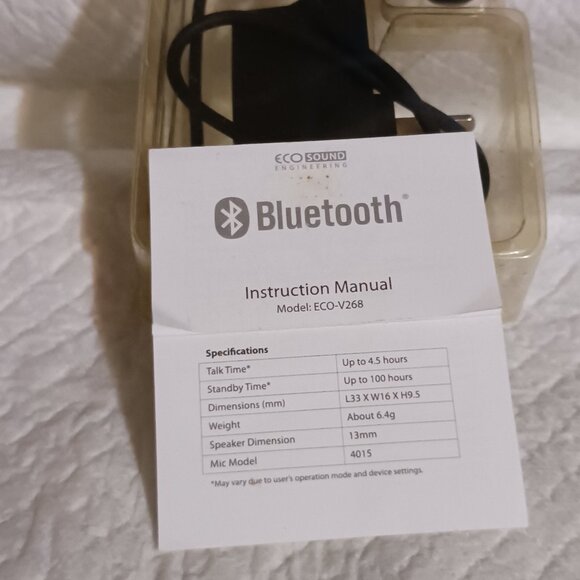 ECO SOUND
ENGINEERING
Bluetooth®
Instruction Manual
Model: ECO-V268
Specifications
Talk Time* Up to 4.5 hours
Standby Time* Up to 100 hours
Dimensions (mm) L33 X W16 X H9.5
Weight About 6.4g
Speaker Dimension 13mm
Mic Model 4015
*May vary due to user's operation mode and device settings.